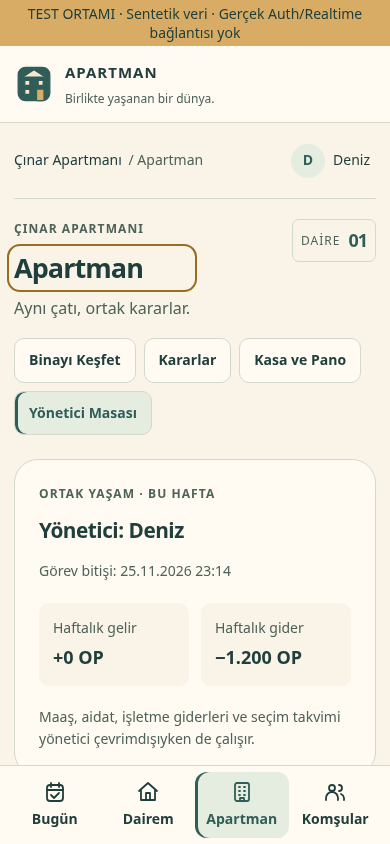 TEST ORTAMI · Sentetik veri · Gerçek Auth/Realtime
bağlantısı yok
APARTMAN
Birlikte yaşanan bir dünya.
Çınar Apartmanı / Apartman
D Deniz
ÇINAR APARTMANI
DAİRE 01
Apartman
Aynı çatı, ortak kararlar.
Binayı Keşfet
Kararlar
Kasa ve Pano
Yönetici Masası
ORTAK YAŞAM · BU HAFTA
Yönetici: Deniz
Görev bitişi: 25.11.2026 23:14
Haftalık gelir
+0 OP
Haftalık gider
−1.200 OP
Maaş, aidat, işletme giderleri ve seçim takvimi
yönetici çevrimdışıyken de çalışır.
Bugün
Dairem
Apartman
Komşular